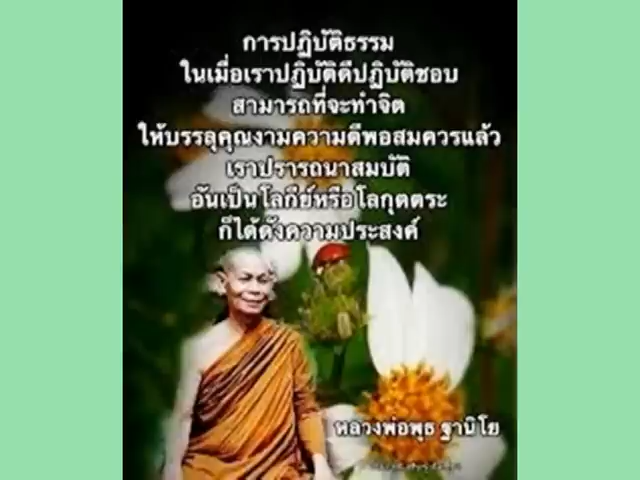 การปฏิบัติธรรม
ในเมื่อเราปฏิบัติดีปฏิบัติชอบ
สามารถที่จะทำจิต
ให้บรรลุคุณงามความดีพอสมควรแล้ว
เราปรารถนาสมบัติ
อันเป็นโลกีย์หรือโลกุตตระ
ก็ได้ดังความประสงค์
หลวงพ่อพุธ ฐานิโย